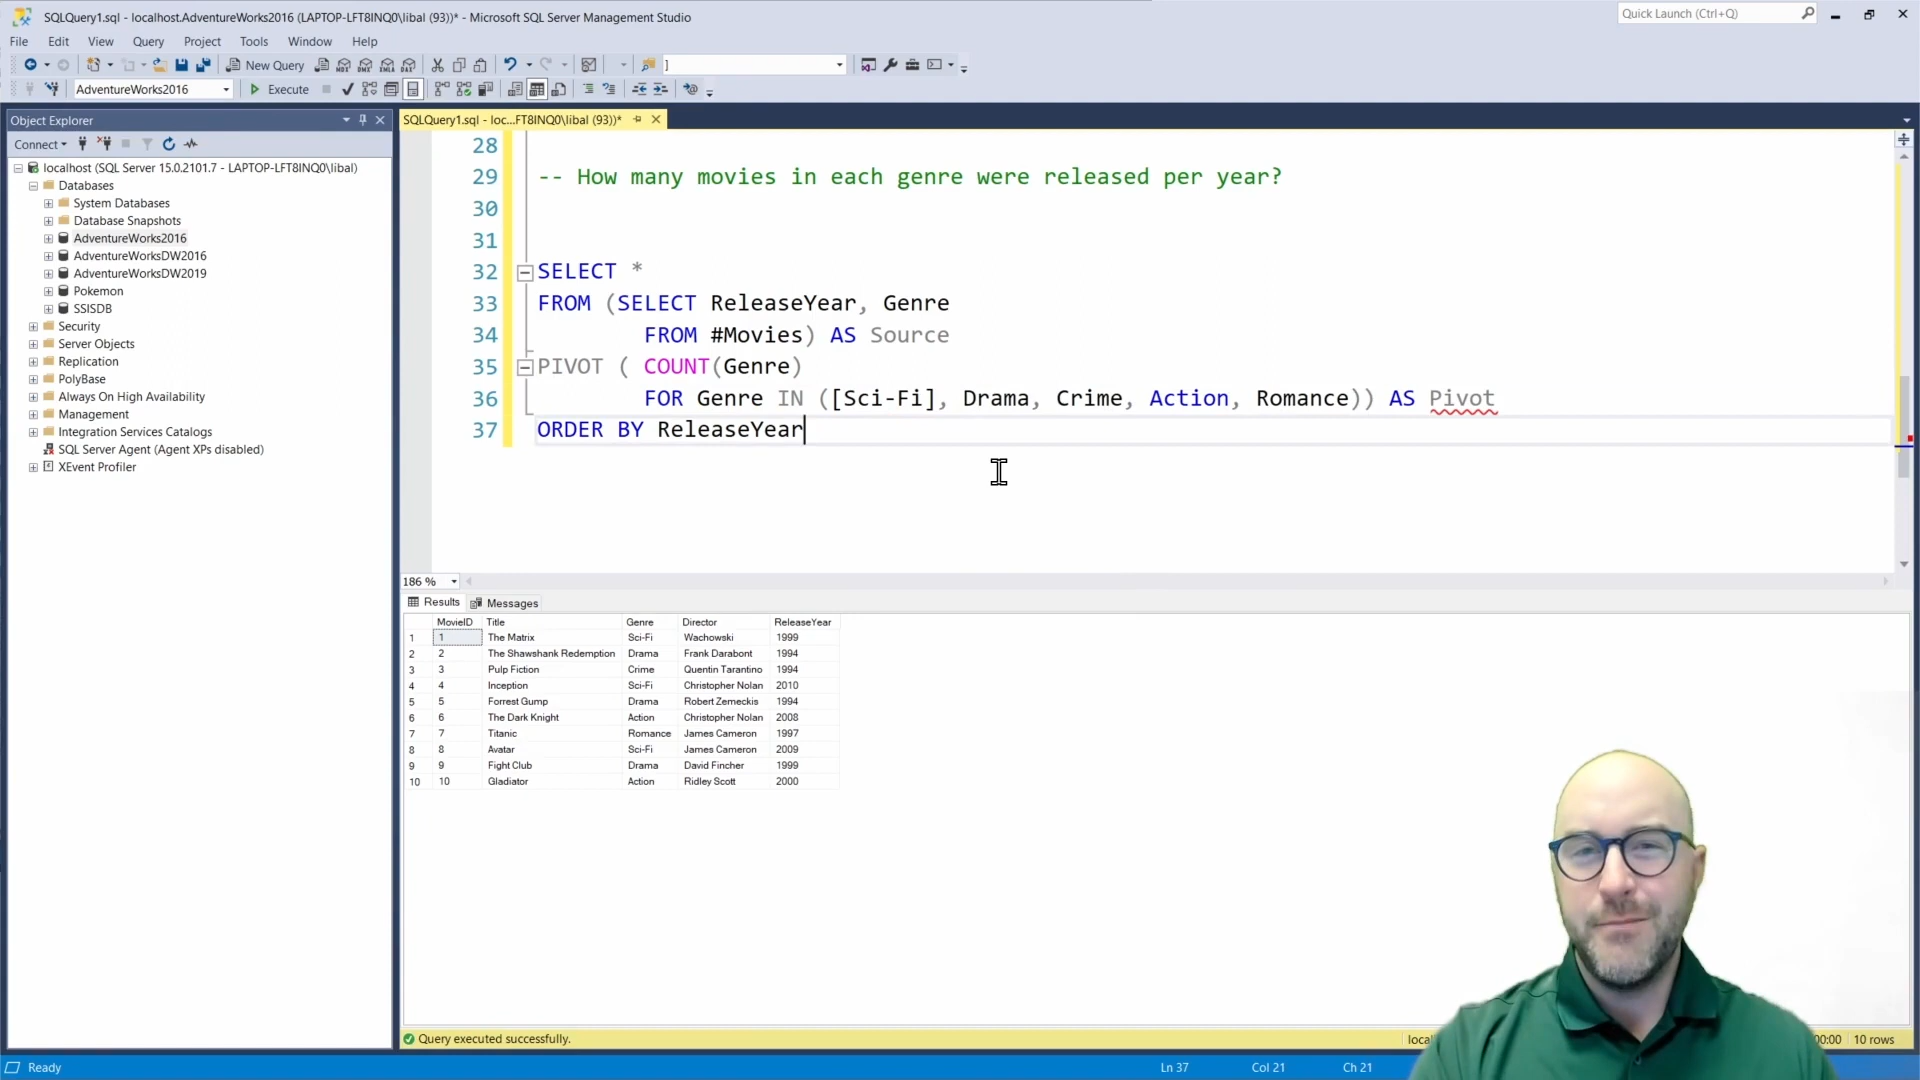 SQLQuery1.sql - localhost.AdventureWorks2016 (LAPTOP-LFT8INQ0\libal (93))* - Microsoft SQL Server Management Studio
Quick Launch (Ctrl+Q)
File Edit View Query Project Tools Window Help
New Query ]
AdventureWorks2016 Execute
Object Explorer
Connect
localhost (SQL Server 15.0.2101.7 - LAPTOP-LFT8INQ0\libal)
Databases
System Databases
Database Snapshots
AdventureWorks2016
AdventureWorksDW2016
AdventureWorksDW2019
Pokemon
SSISDB
Security
Server Objects
Replication
PolyBase
Always On High Availability
Management
Integration Services Catalogs
SQL Server Agent (Agent XPs disabled)
XEvent Profiler
SQLQuery1.sql - loc...FT8INQ0\libal (93))*
28
29 -- How many movies in each genre were released per year?
30
31
32 SELECT *
33 FROM (SELECT ReleaseYear, Genre
34 FROM #Movies) AS Source
35 PIVOT ( COUNT(Genre)
36 FOR Genre IN ([Sci-Fi], Drama, Crime, Action, Romance)) AS Pivot
37 ORDER BY ReleaseYear
186 %
Results Messages
MovieID Title Genre Director ReleaseYear
1 1 The Matrix Sci-Fi Wachowski 1999
2 2 The Shawshank Redemption Drama Frank Darabont 1994
3 3 Pulp Fiction Crime Quentin Tarantino 1994
4 4 Inception Sci-Fi Christopher Nolan 2010
5 5 Forrest Gump Drama Robert Zemeckis 1994
6 6 The Dark Knight Action Christopher Nolan 2008
7 7 Titanic Romance James Cameron 1997
8 8 Avatar Sci-Fi James Cameron 2009
9 9 Fight Club Drama David Fincher 1999
10 10 Gladiator Action Ridley Scott 2000
Query executed successfully. local 00:00 10 rows
Ready Ln 37 Col 21 Ch 21